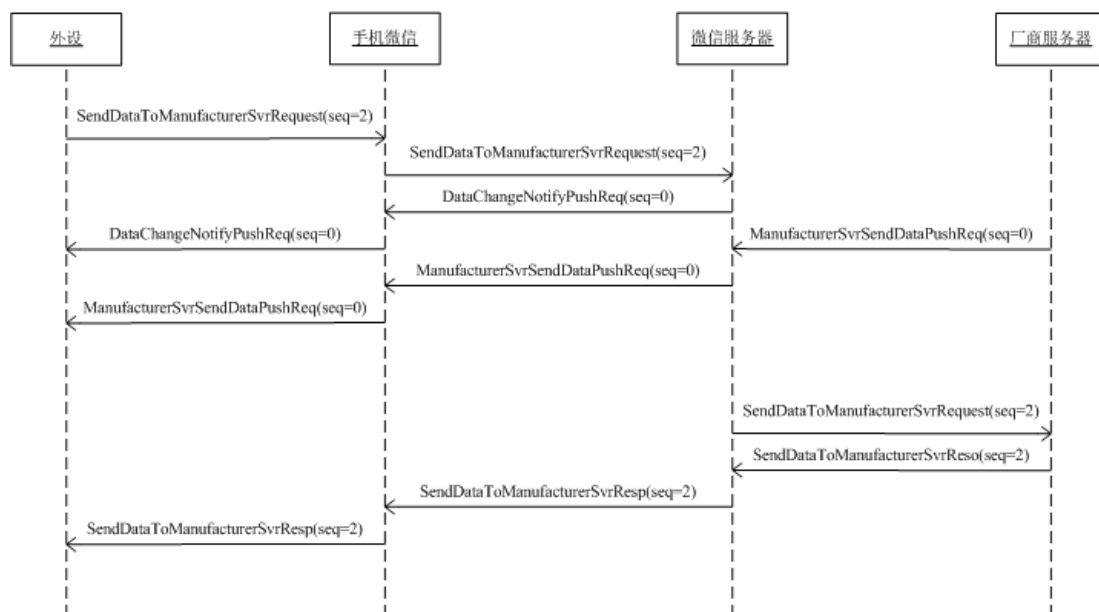 外设
手机微信
微信服务器
厂商服务器
SendDataToManufacturerSvrRequest(seq=2)
SendDataToManufacturerSvrRequest(seq=2)
DataChangeNotifyPushReq(seq=0)
DataChangeNotifyPushReq(seq=0)
ManufacturerSvrSendDataPushReq(seq=0)
ManufacturerSvrSendDataPushReq(seq=0)
ManufacturerSvrSendDataPushReq(seq=0)
SendDataToManufacturerSvrRequest(seq=2)
SendDataToManufacturerSvrReso(seq=2)
SendDataToManufacturerSvrResp(seq=2)
SendDataToManufacturerSvrResp(seq=2)